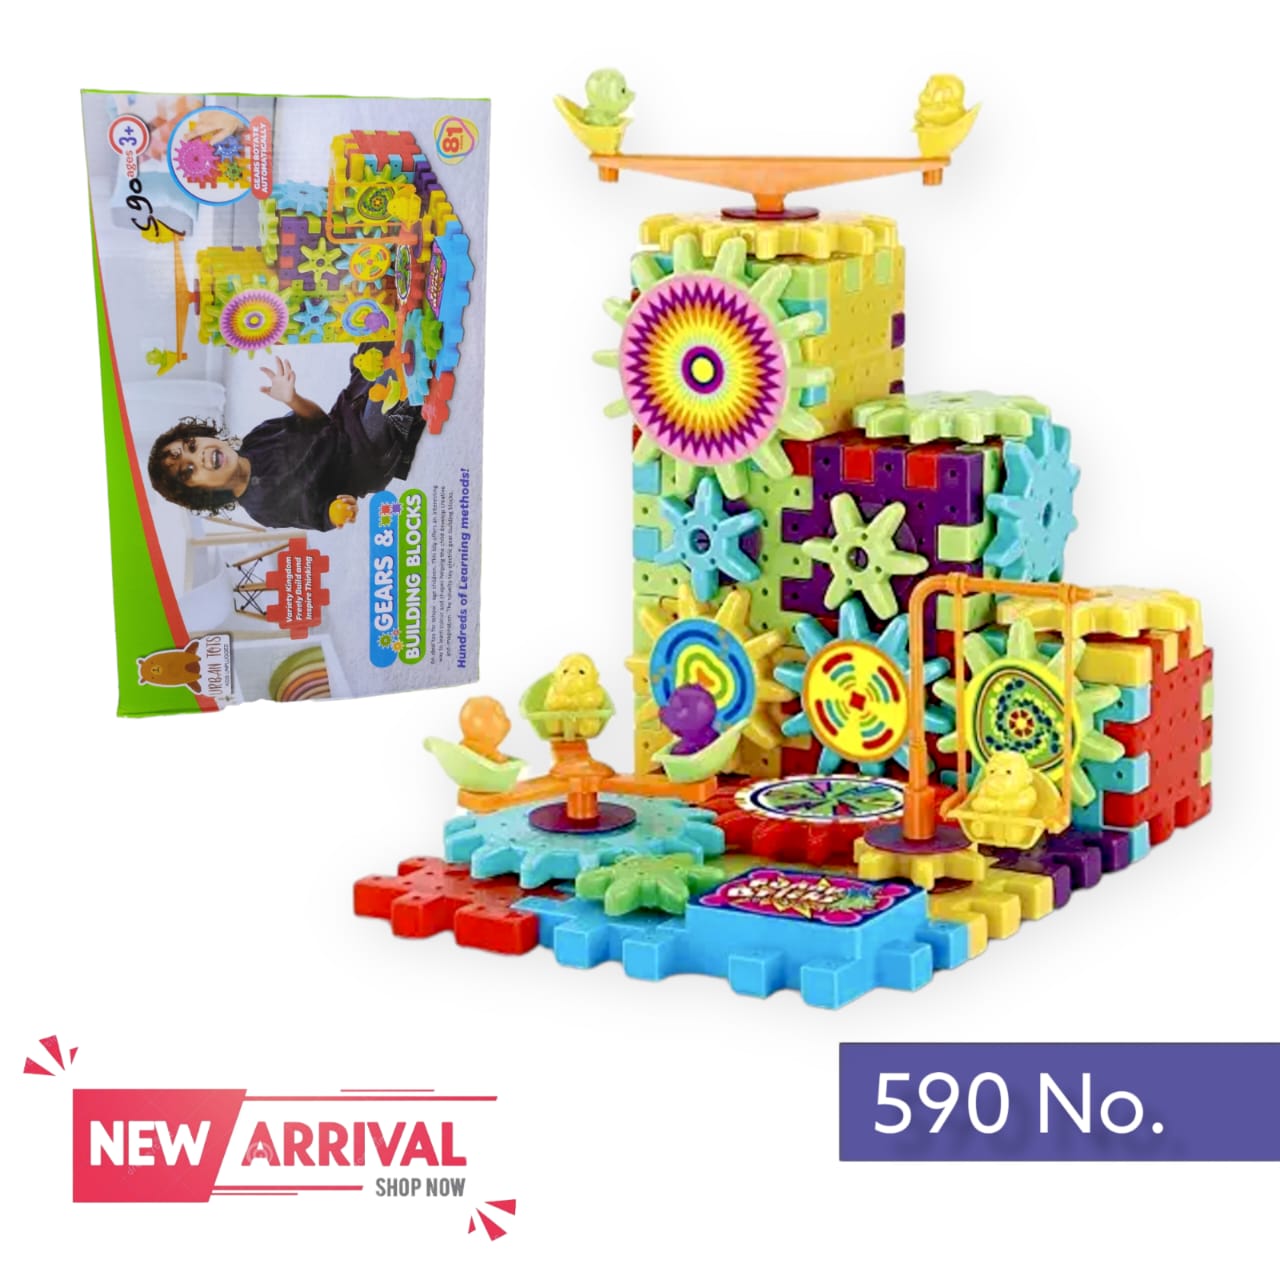 590
ages 3+
GEARS ROTATE
AUTOMATICALLY
81
GEARS &
BUILDING BLOCKS
Hundreds of Learning methods!
Variety Kingdom
Freely Build and
Inspire Thinking
URBAN TOTS
NEW ARRIVAL
SHOP NOW
590 No.